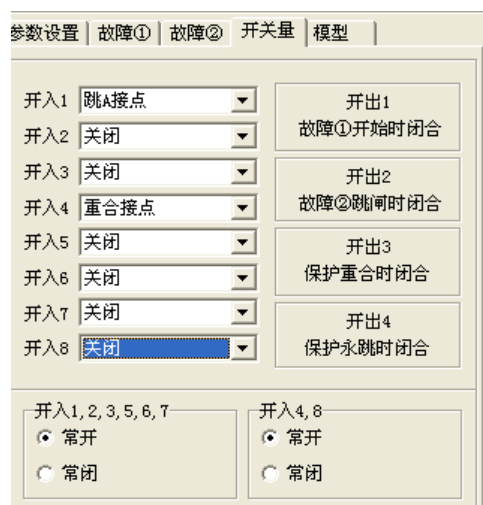 参数设置 故障① 故障② 开关量 模型
开入1 跳A接点
开入2 关闭
开入3 关闭
开入4 重合接点
开入5 关闭
开入6 关闭
开入7 关闭
开入8 关闭
开出1
故障①开始时闭合
开出2
故障②跳闸时闭合
开出3
保护重合时闭合
开出4
保护永跳时闭合
开入1,2,3,5,6,7
常开
常闭
开入4,8
常开
常闭